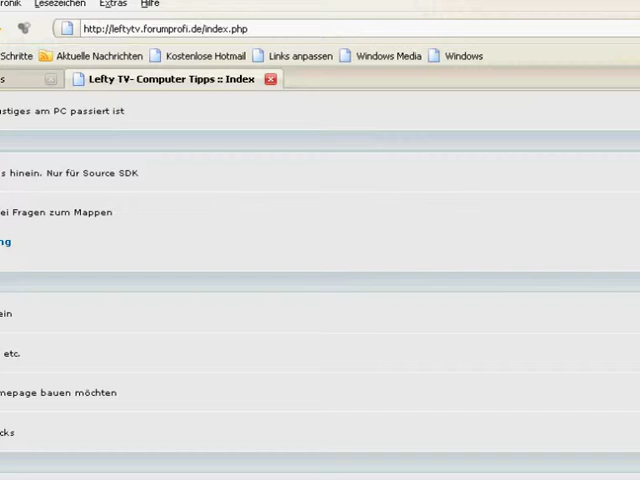 Lesezeichen Extras Hilfe
http://leftytv.forumprofi.de/index.php
Schritte Aktuelle Nachrichten Kostenlose Hotmail Links anpassen Windows Media Windows
s Lefty TV- Computer Tipps :: Index
stiges am PC passiert ist
s hinein. Nur für Source SDK
ei Fragen zum Mappen
ng
ein
etc.
mepage bauen möchten
cks